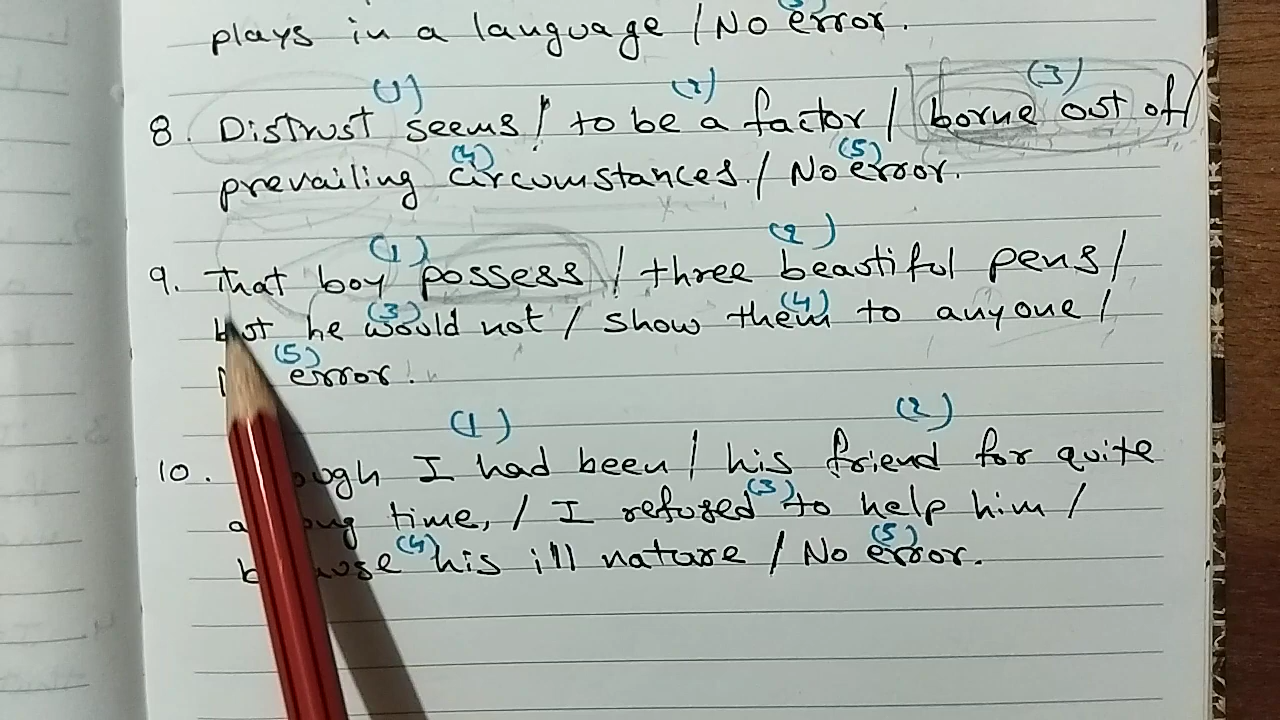 plays in a language / No error.
(3)
(1) (2) (3)
8. Distrust seems / to be a factor / borne out of /
(4) (5)
prevailing circumstances. / No error.
(1) (2)
9. That boy possess / three beautiful pens /
(3) (4)
but he would not / show them to anyone /
(5)
error.
(1) (2)
10. I had been / his friend for quite
(3)
time, / I refused to help him /
(4) (5)
his ill nature / No error.